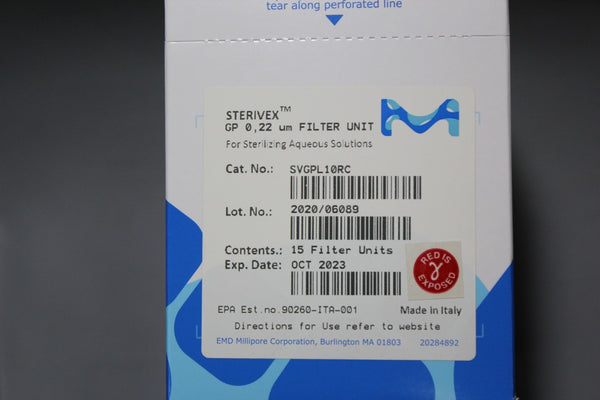 tear along perforated line
STERIVEX™
GP 0,22 um FILTER UNIT
For Sterilizing Aqueous Solutions
Cat. No.: SVGPL10RC
Lot. No.: 2020/06089
Contents.: 15 Filter Units
Exp. Date: OCT 2023
RED IS
γ
EXPOSED
EPA Est.no.90260-ITA-001 Made in Italy
Directions for Use refer to website
EMD Millipore Corporation, Burlington MA 01803 20284892